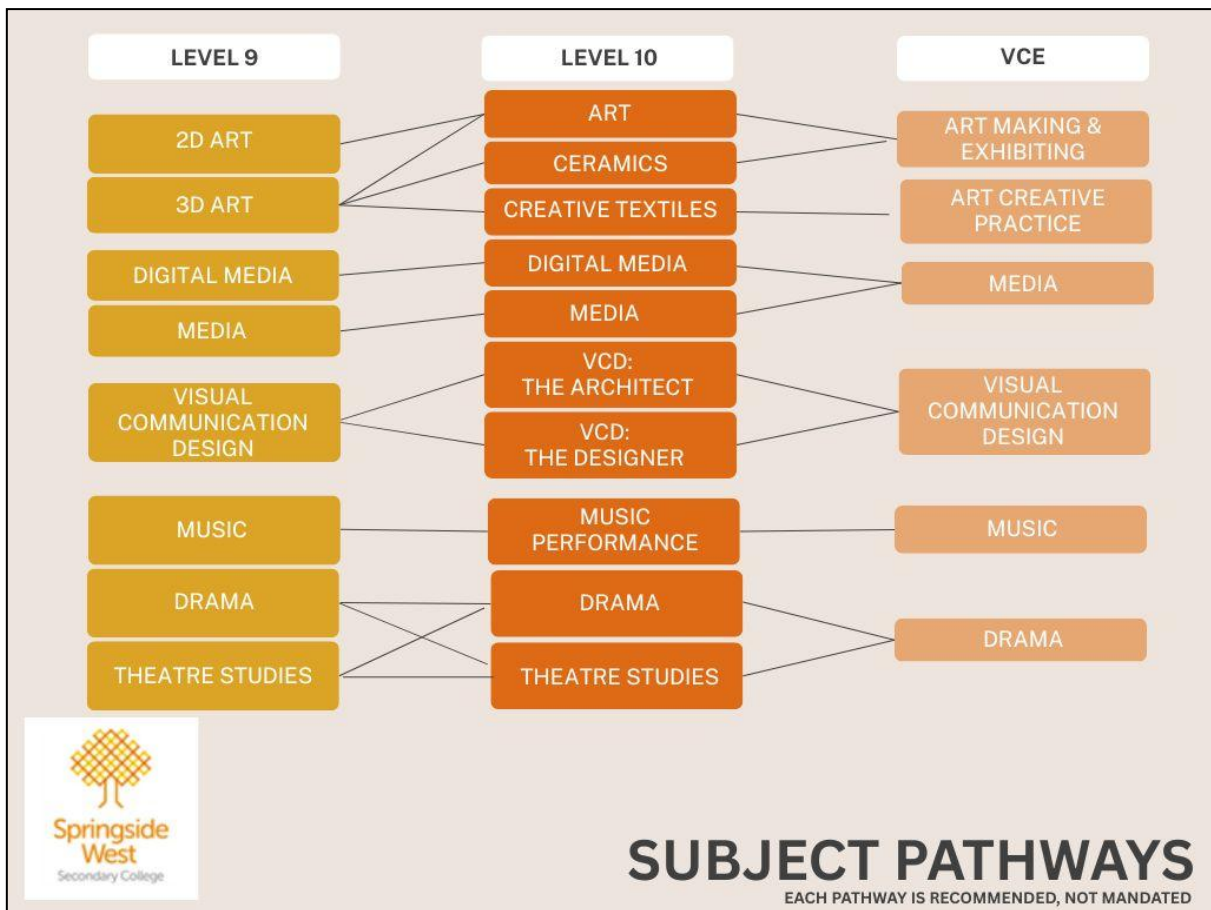 LEVEL 9
LEVEL 10
VCE
2D ART
3D ART
DIGITAL MEDIA
MEDIA
VISUAL
COMMUNICATION
DESIGN
MUSIC
DRAMA
THEATRE STUDIES
ART
CERAMICS
CREATIVE TEXTILES
DIGITAL MEDIA
MEDIA
VCD:
THE ARCHITECT
VCD:
THE DESIGNER
MUSIC
PERFORMANCE
DRAMA
THEATRE STUDIES
ART MAKING &
EXHIBITING
ART CREATIVE
PRACTICE
MEDIA
VISUAL
COMMUNICATION
DESIGN
MUSIC
DRAMA
Springside
West
Secondary College
SUBJECT PATHWAYS
EACH PATHWAY IS RECOMMENDED, NOT MANDATED